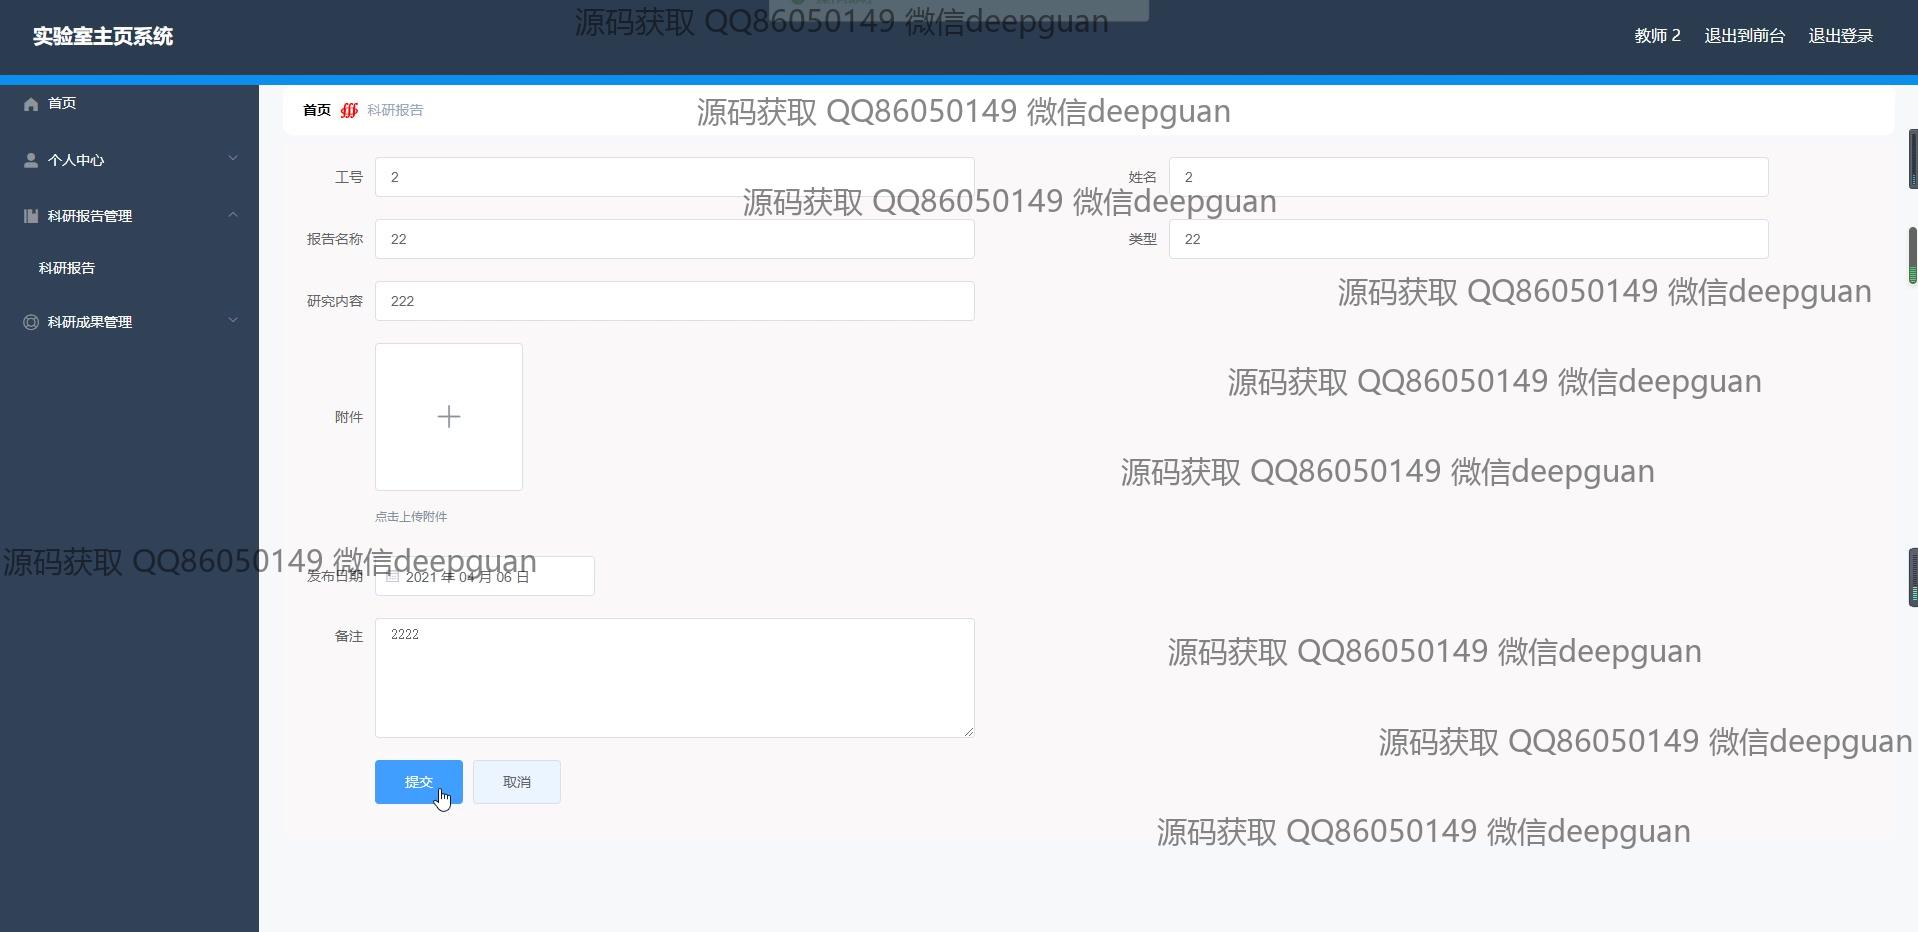 实验室主页系统
源码获取 QQ86050149 微信deepguan
教师 2 退出到前台 退出登录
首页
个人中心
科研报告管理
科研报告
科研成果管理
首页 科研报告
源码获取 QQ86050149 微信deepguan
工号 2
姓名 2
源码获取 QQ86050149 微信deepguan
报告名称 22
类型 22
源码获取 QQ86050149 微信deepguan
研究内容 222
源码获取 QQ86050149 微信deepguan
附件
源码获取 QQ86050149 微信deepguan
点击上传附件
源码获取 QQ86050149 微信deepguan
发布日期 2021 年 04 月 06 日
备注 2222
源码获取 QQ86050149 微信deepguan
源码获取 QQ86050149 微信deepguan
提交 取消
源码获取 QQ86050149 微信deepguan